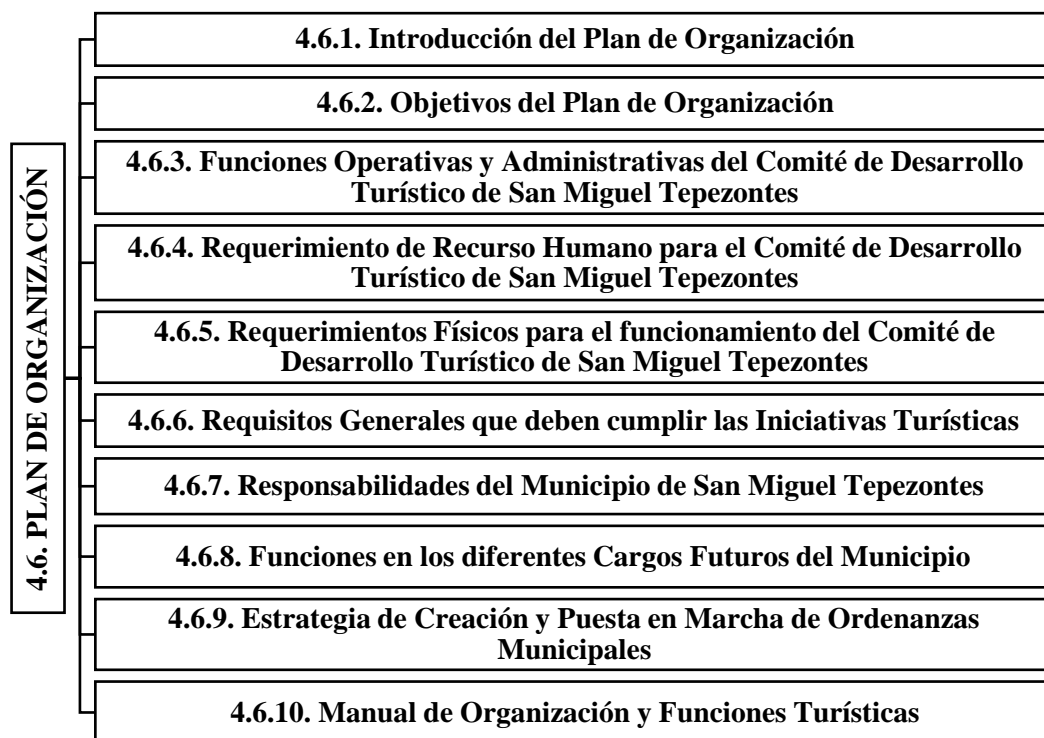 4.6. PLAN DE ORGANIZACIÓN
4.6.1. Introducción del Plan de Organización
4.6.2. Objetivos del Plan de Organización
4.6.3. Funciones Operativas y Administrativas del Comité de Desarrollo
Turístico de San Miguel Tepezontes
4.6.4. Requerimiento de Recurso Humano para el Comité de Desarrollo
Turístico de San Miguel Tepezontes
4.6.5. Requerimientos Físicos para el funcionamiento del Comité de
Desarrollo Turístico de San Miguel Tepezontes
4.6.6. Requisitos Generales que deben cumplir las Iniciativas Turísticas
4.6.7. Responsabilidades del Municipio de San Miguel Tepezontes
4.6.8. Funciones en los diferentes Cargos Futuros del Municipio
4.6.9. Estrategia de Creación y Puesta en Marcha de Ordenanzas
Municipales
4.6.10. Manual de Organización y Funciones Turísticas